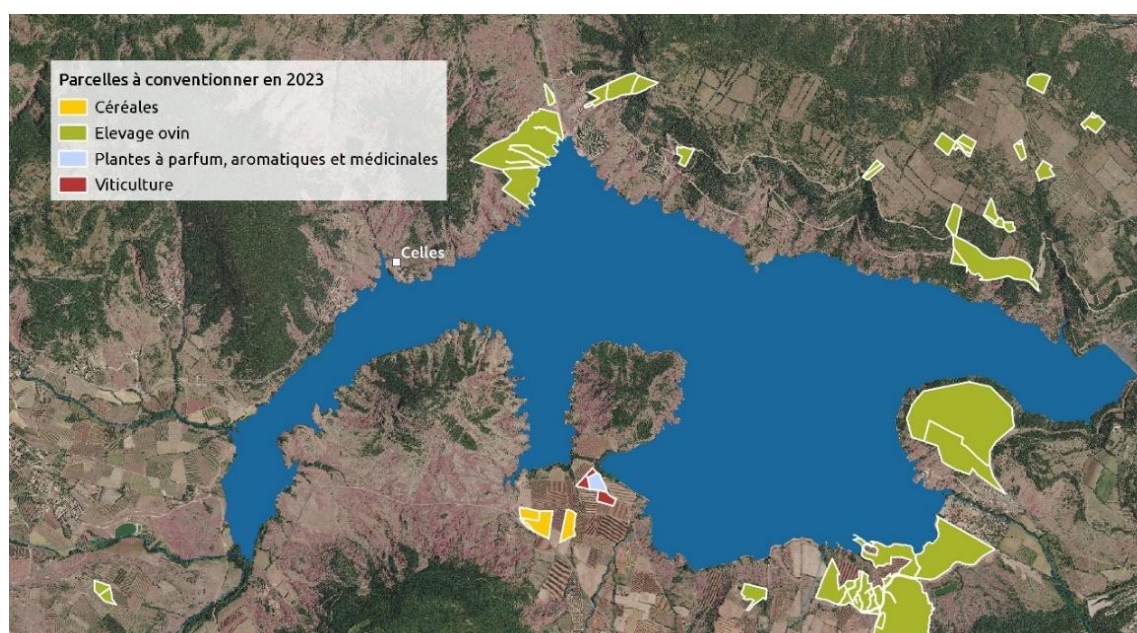 Parcelles à conventionner en 2023
Céréales
Elevage ovin
Plantes à parfum, aromatiques et médicinales
Viticulture
Celles